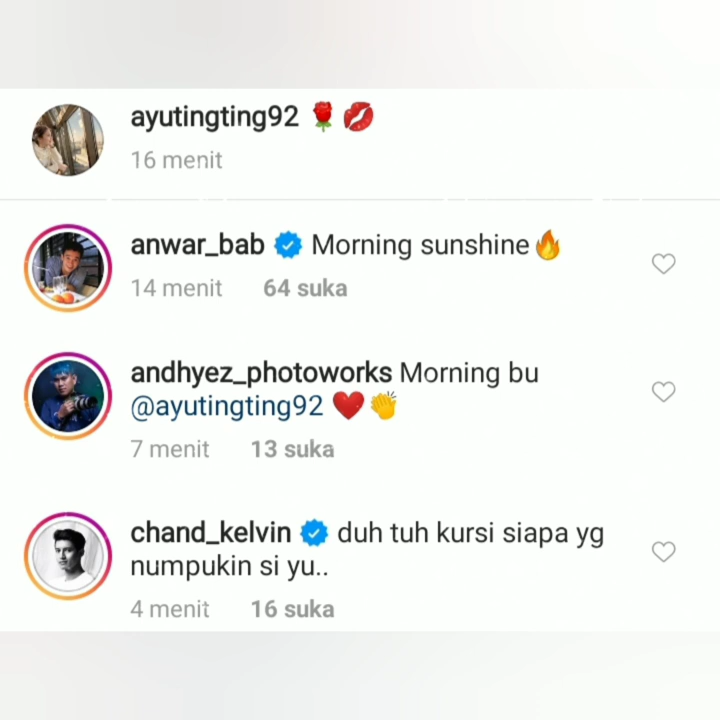 ayutingting92 🌹💋
16 menit
anwar_bab Morning sunshine🔥
14 menit 64 suka
andhyez_photoworks Morning bu
@ayutingting92 ❤️👏
7 menit 13 suka
chand_kelvin duh tuh kursi siapa yg
numpukin si yu..
4 menit 16 suka